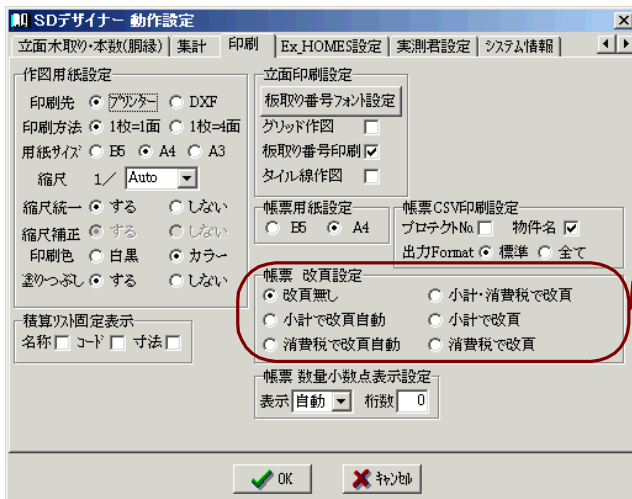 SDデザイナー 動作設定
立面木取り・本数(胴縁) 集計 印刷 Ex_HOMES設定 実測君設定 システム情報
作図用紙設定
印刷先 プリンター DXF
印刷方法 1枚=1面 1枚=4面
用紙サイズ B5 A4 A3
縮尺 1/ Auto
縮尺統一 する しない
縮尺補正 する しない
印刷色 白黒 カラー
塗りつぶし する しない
積算リスト固定表示
名称 コード 寸法
立面印刷設定
板取り番号フォント設定
グリッド作図
板取り番号印刷
タイル線作図
帳票用紙設定
B5 A4
帳票CSV印刷設定
プロテクトNo. 物件名
出力Format 標準 全て
帳票 改頁設定
改頁無し 小計・消費税で改頁
小計で改頁自動 小計で改頁
消費税で改頁自動 消費税で改頁
帳票 数量小数点表示設定
表示 自動 桁数 0
OK キャンセル